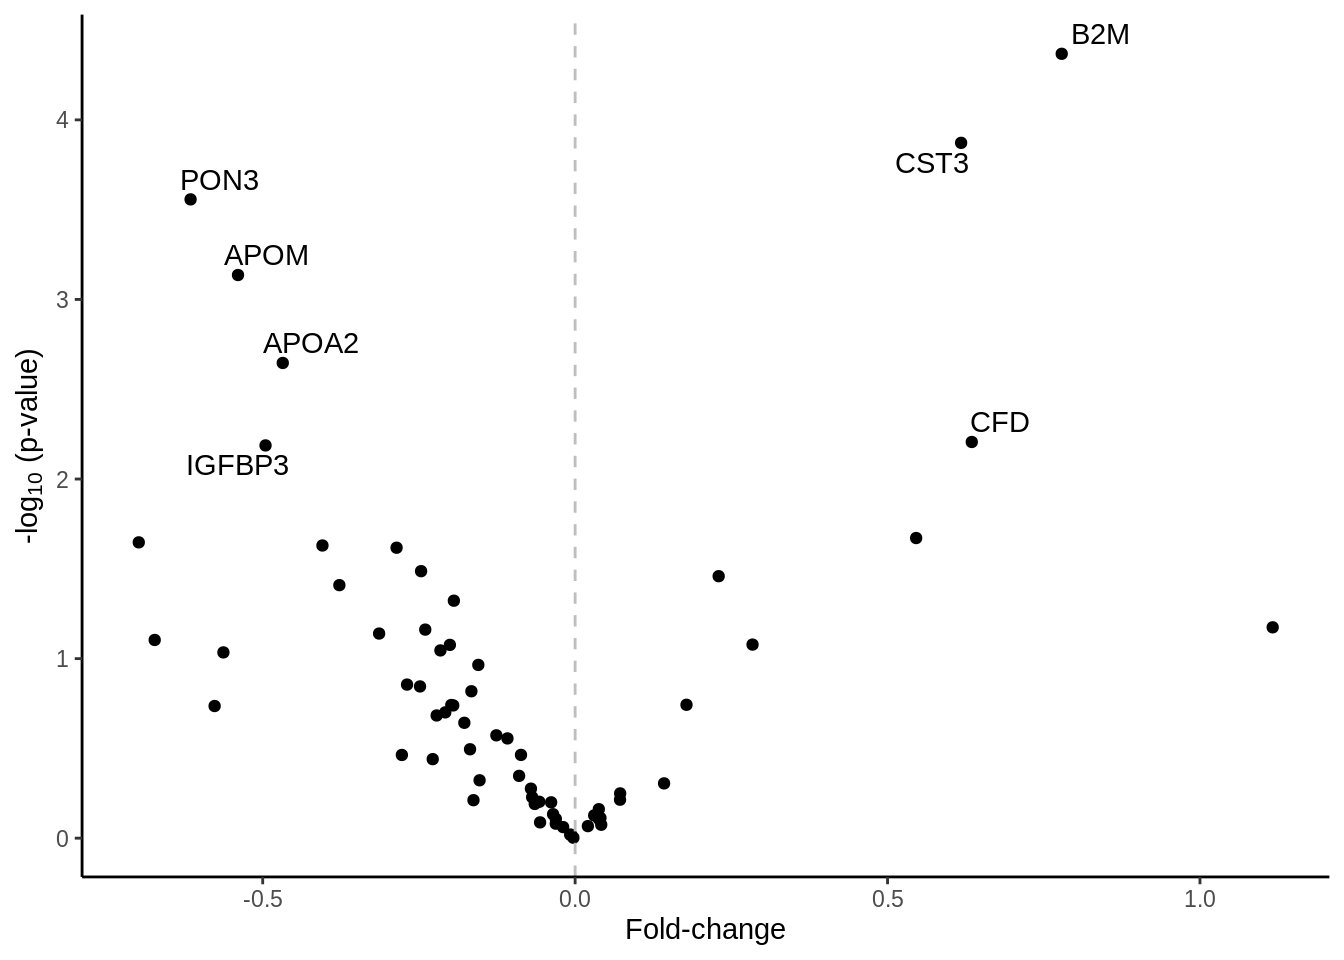 B2M
4
CST3
PON3
APOM
3
APOA2
CFD
IGFBP3
2
-log10 (p-value)
1
0
-0.5 0.0 0.5 1.0
Fold-change